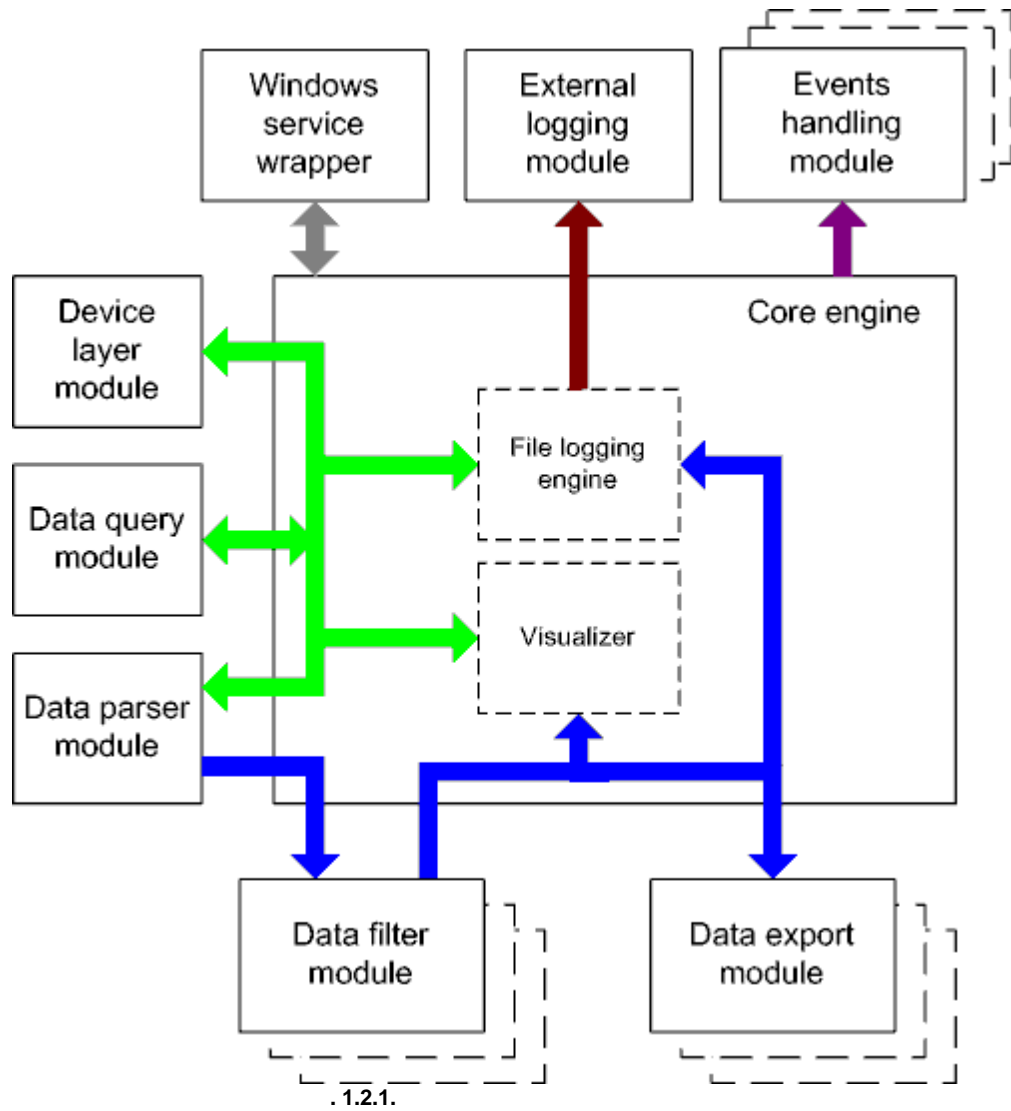 Windows
service
wrapper
External
logging
module
Events
handling
module
Device
layer
module
Core engine
File logging
engine
Data query
module
Visualizer
Data parser
module
Data filter
module
Data export
module
. 1.2.1.